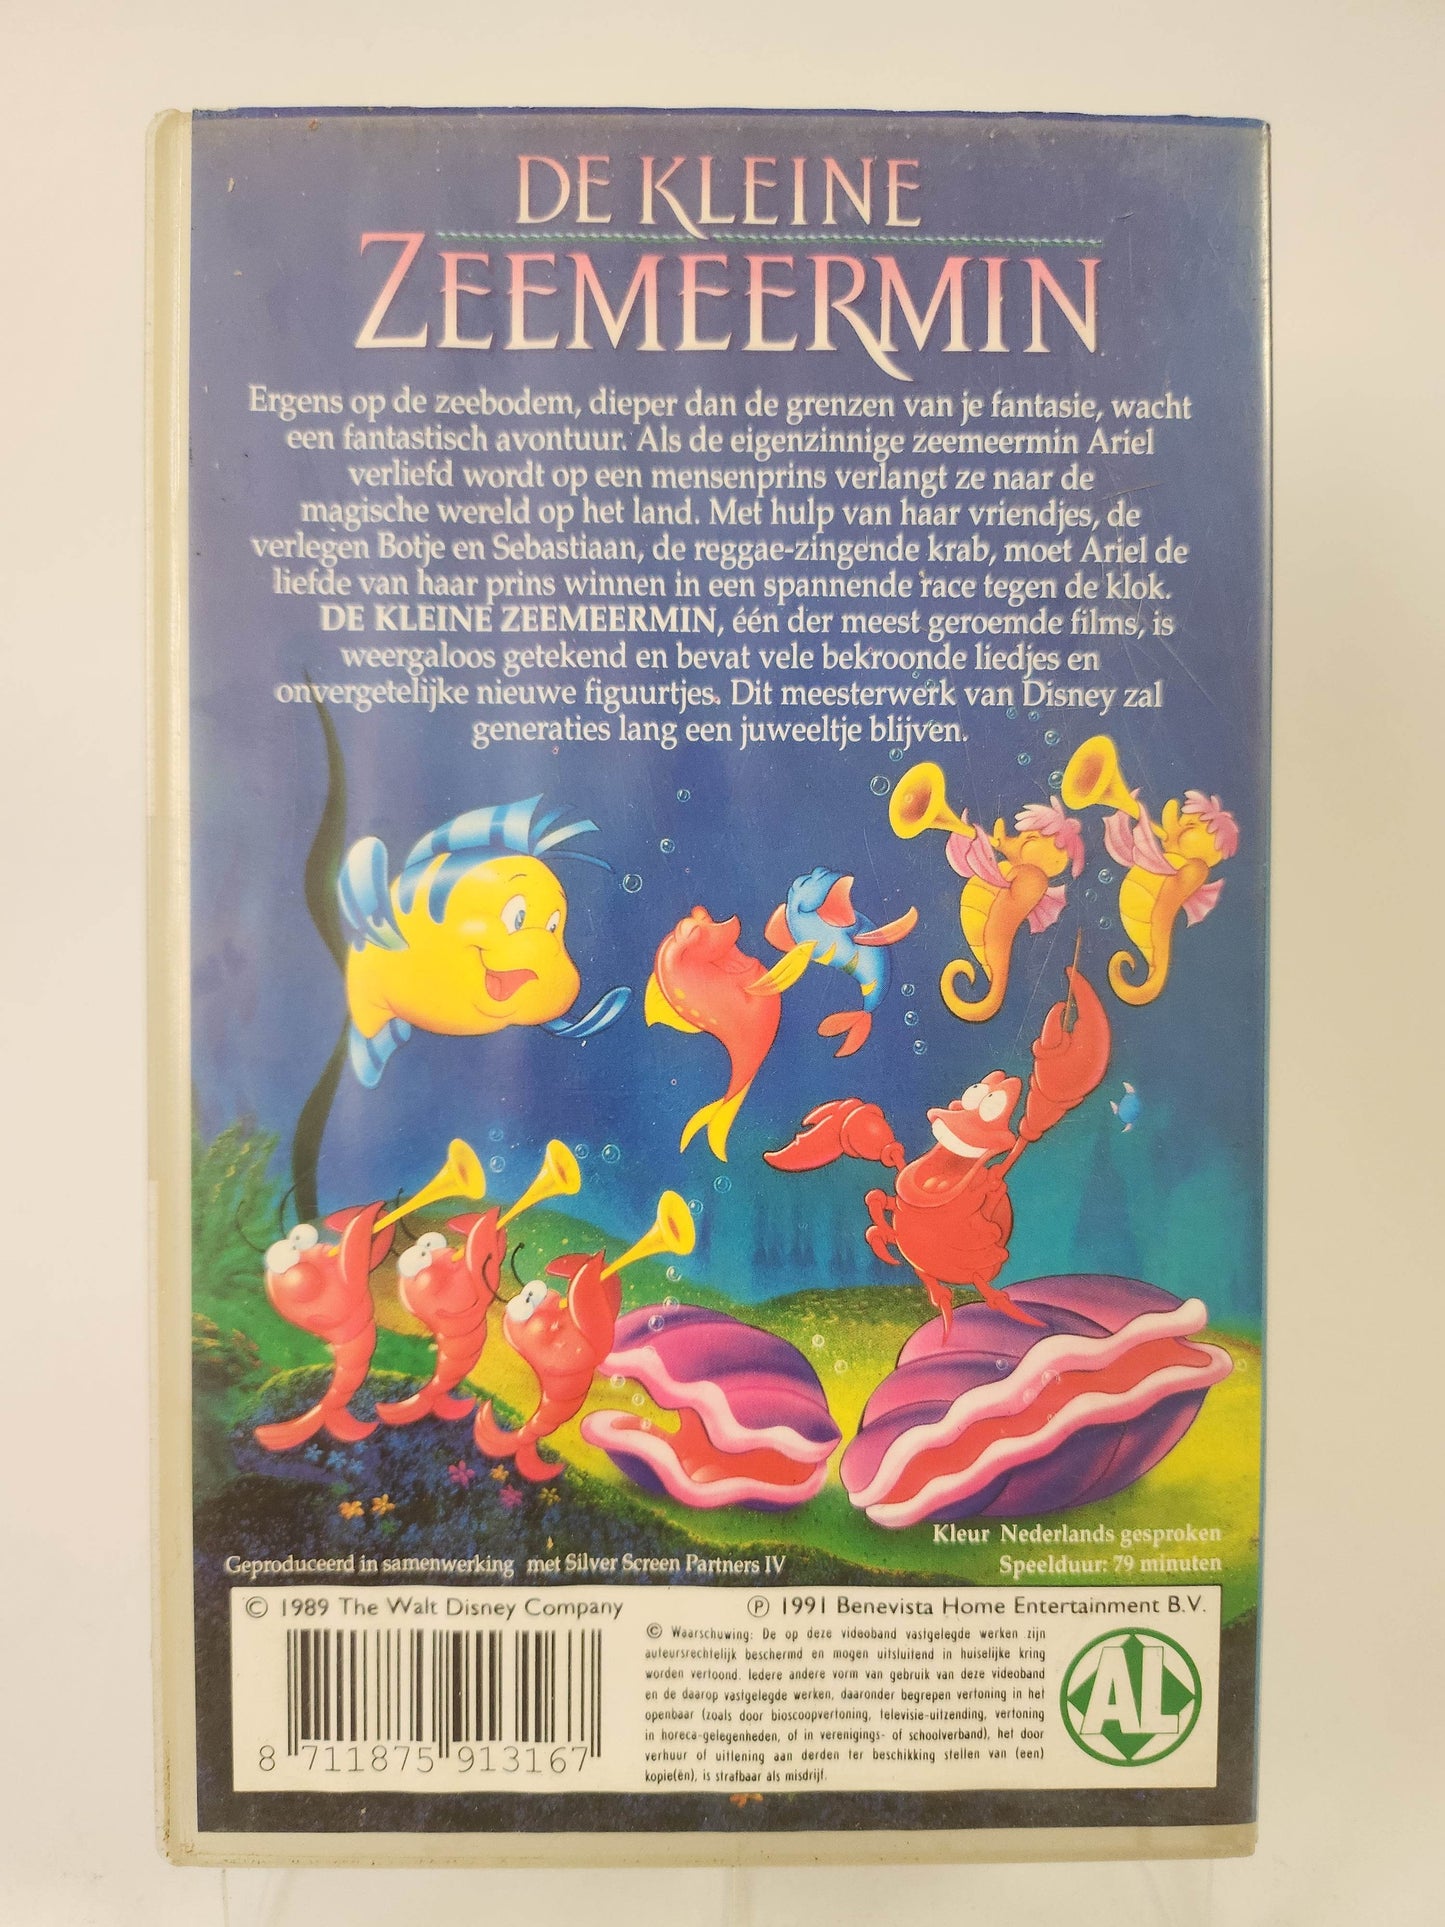 DE KLEINE
ZEEMEERMIN
Ergens op de zeebodem, dieper dan de grenzen van je fantasie, wacht
een fantastisch avontuur. Als de eigenzinnige zeemeermin Ariel
verliefd wordt op een mensenprins verlangt ze naar de
magische wereld op het land. Met hulp van haar vriendjes, de
verlegen Botje en Sebastiaan, de reggae-zingende krab, moet Ariel de
liefde van haar prins winnen in een spannende race tegen de klok.
DE KLEINE ZEEMEERMIN, één der meest geroemde films, is
weergaloos getekend en bevat vele bekroonde liedjes en
onvergetelijke nieuwe figuurtjes. Dit meesterwerk van Disney zal
generaties lang een juweeltje blijven.
Kleur Nederlands gesproken
Geproduceerd in samenwerking met Silver Screen Partners IV
Speelduur: 79 minuten
© 1989 The Walt Disney Company
℗ 1991 Benevista Home Entertainment B.V.
© Waarschuwing: De op deze videoband vastgelegde werken zijn
auteursrechtelijk beschermd en mogen uitsluitend in huiselijke kring
worden vertoond. Iedere andere vorm van gebruik van deze videoband
en de daarop vastgelegde werken, daaronder begrepen vertoning in het
openbaar (zoals door bioscoopvertoning, televisie-uitzending, vertoning
in horeca-gelegenheden, of in verenigings- of schoolverband), het door
verhuur of uitlening aan derden ter beschikking stellen van (een)
kopie(ën), is strafbaar als misdrijf.
8 711875 913167
AL